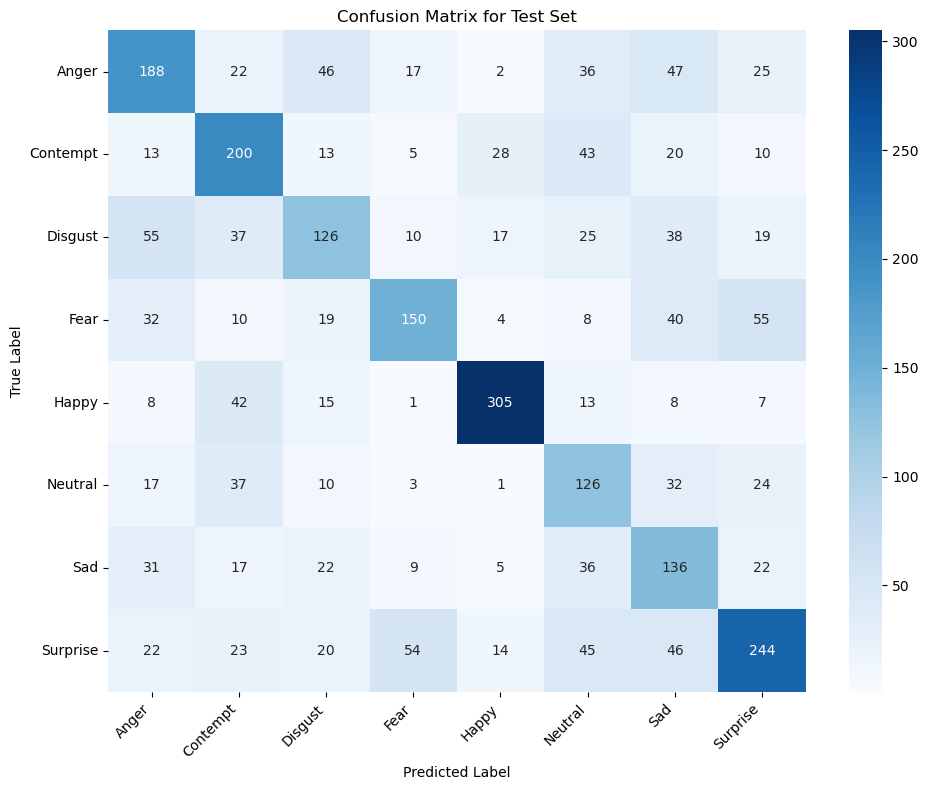 Confusion Matrix for Test Set
True Label
Anger 188 22 46 17 2 36 47 25
Contempt 13 200 13 5 28 43 20 10
Disgust 55 37 126 10 17 25 38 19
Fear 32 10 19 150 4 8 40 55
Happy 8 42 15 1 305 13 8 7
Neutral 17 37 10 3 1 126 32 24
Sad 31 17 22 9 5 36 136 22
Surprise 22 23 20 54 14 45 46 244
Anger Contempt Disgust Fear Happy Neutral Sad Surprise
Predicted Label
300
250
200
150
100
50